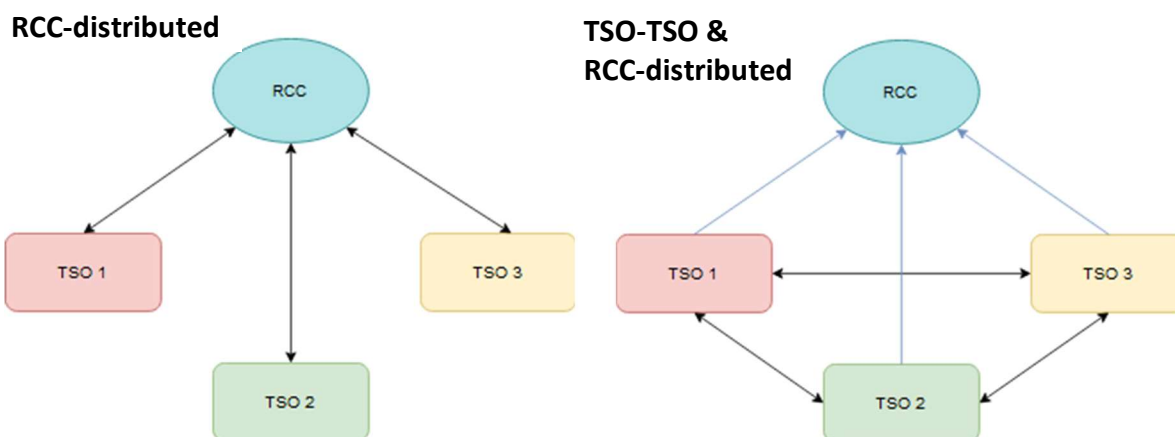 RCC-distributed
RCC
TSO 1
TSO 3
TSO 2
TSO-TSO &
RCC-distributed
RCC
TSO 1
TSO 3
TSO 2